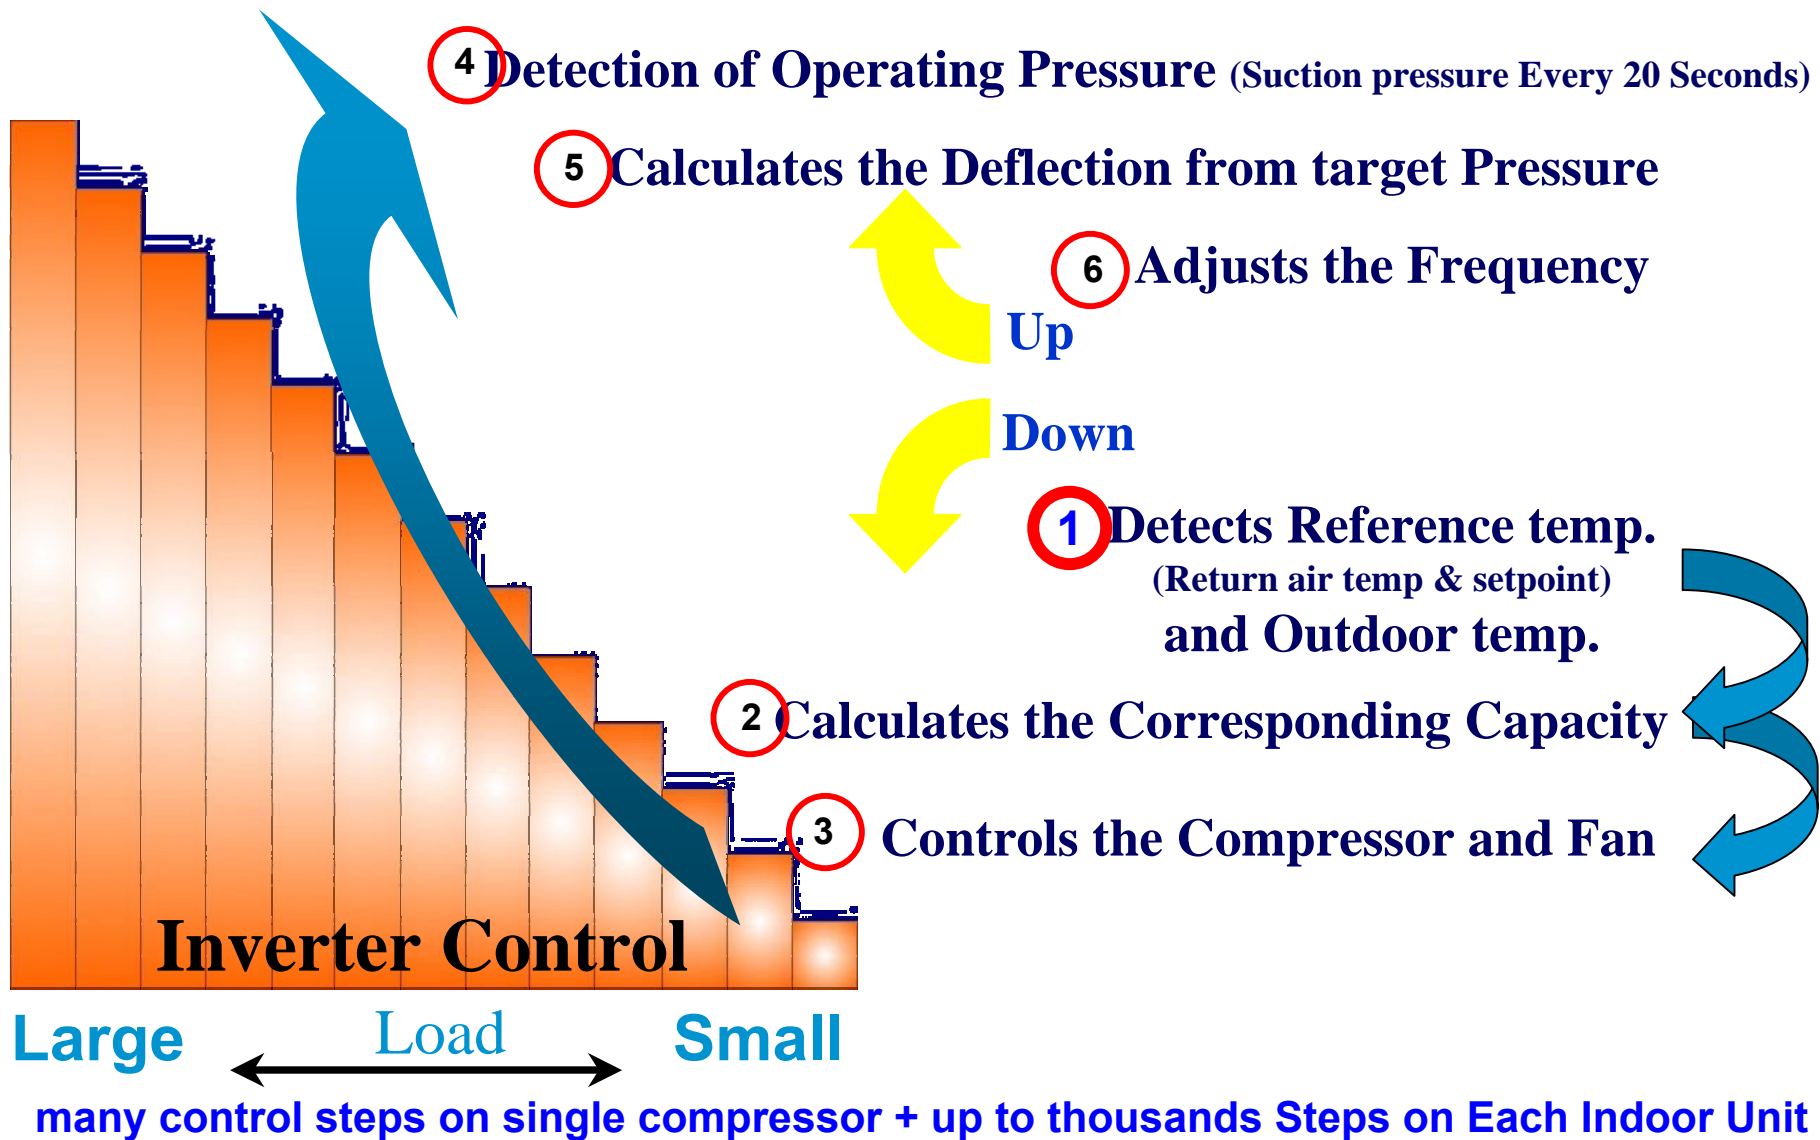 4 Detection of Operating Pressure (Suction pressure Every 20 Seconds)
5 Calculates the Deflection from target Pressure
6 Adjusts the Frequency
Up
Down
1 Detects Reference temp.
(Return air temp & setpoint)
and Outdoor temp.
2 Calculates the Corresponding Capacity
3 Controls the Compressor and Fan
Inverter Control
Large Load Small
many control steps on single compressor + up to thousands Steps on Each Indoor Unit